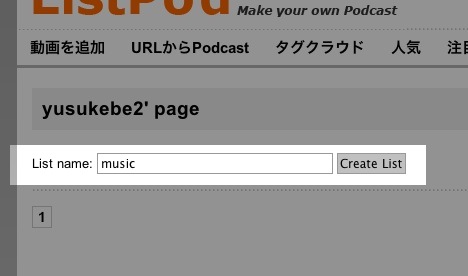 ListPod Make your own Podcast
動画を追加 URLからPodcast タグクラウド 人気 注目
yusukebe2' page
List name: music Create List
1